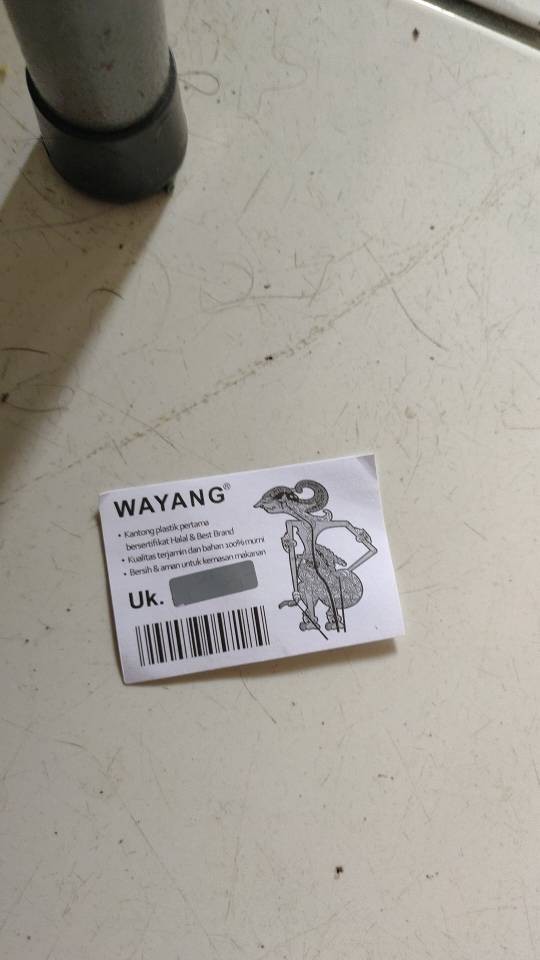 WAYANG®
• Kantong plastik pertama
bersertifikat Halal & Best Brand
• Kualitas terjamin dan bahan 100% murni
• Bersih & aman untuk kemasan makanan
Uk.